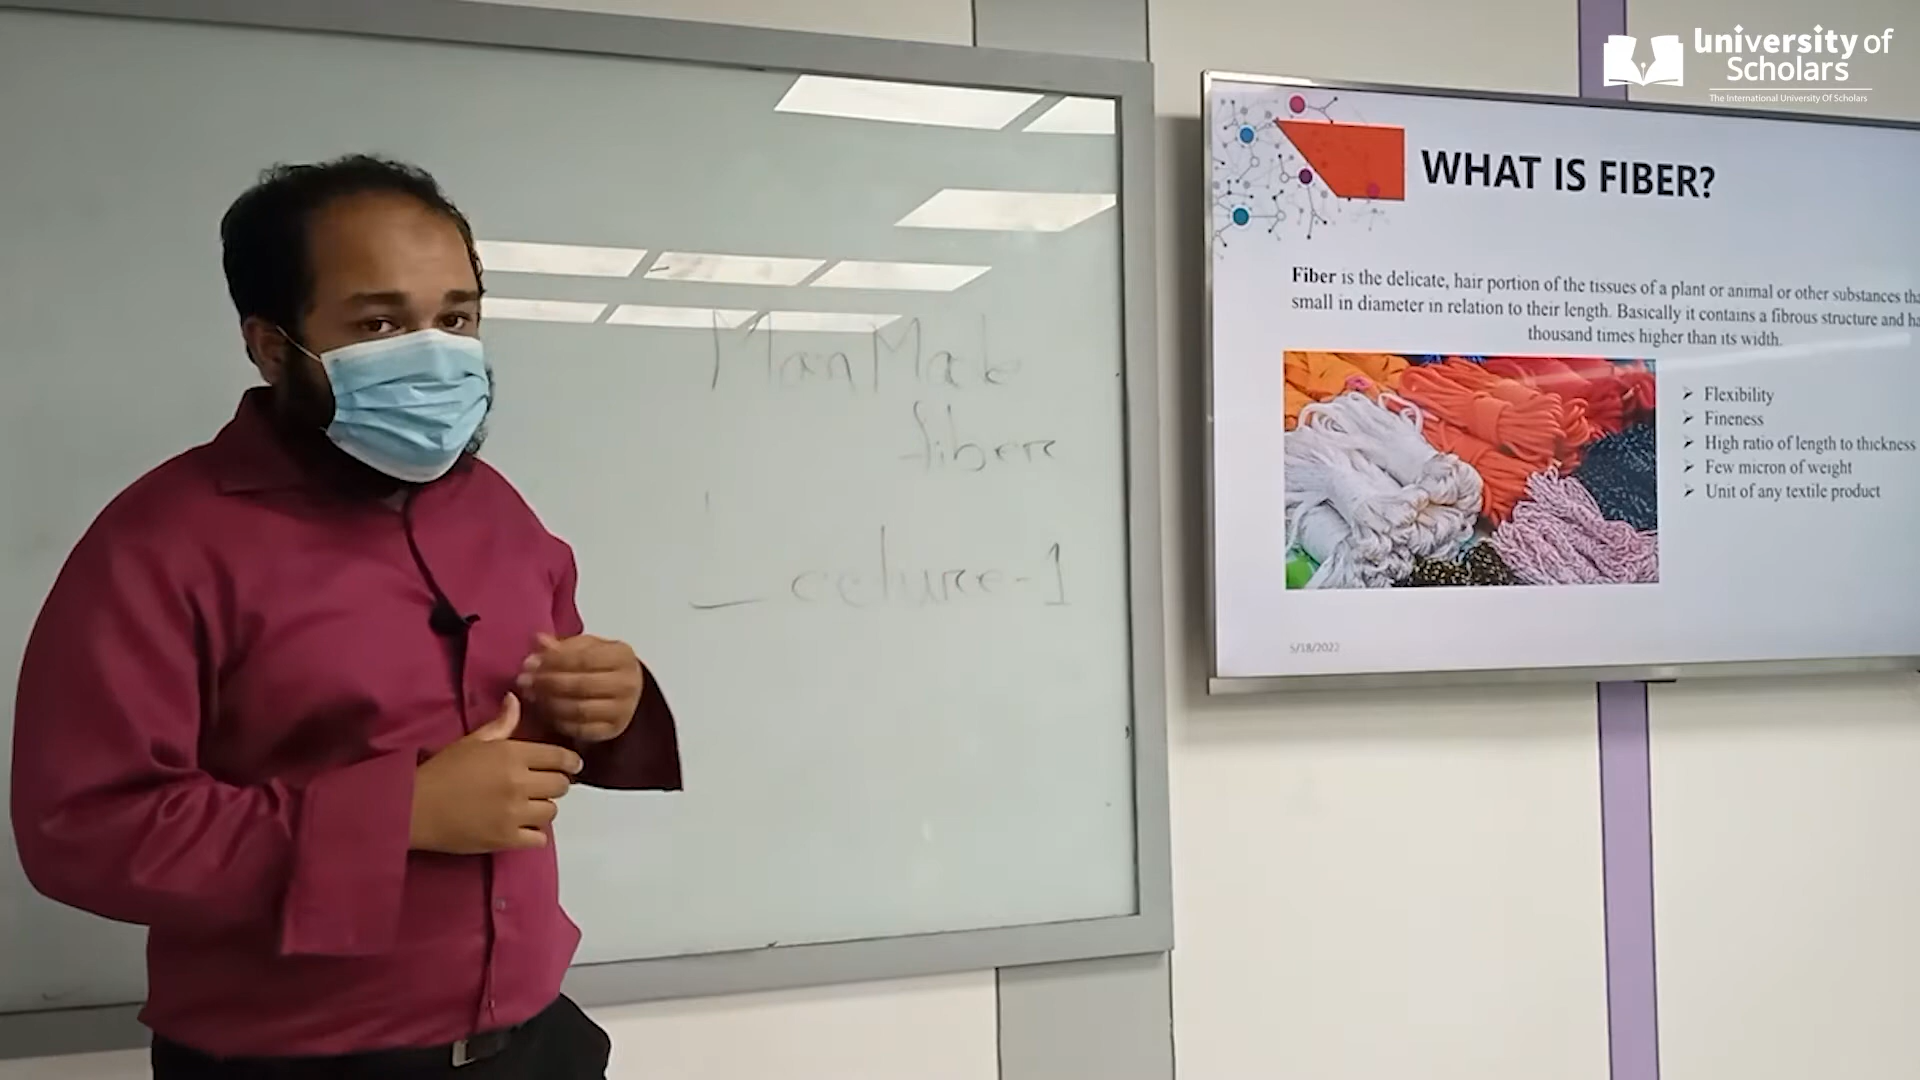 University of
Scholars
The International University Of Scholars
WHAT IS FIBER?
Fiber is the delicate, hair portion of the tissues of a plant or animal or other substances tha
small in diameter in relation to their length. Basically it contains a fibrous structure and ha
thousand times higher than its width.
➢ Flexibility
➢ Fineness
➢ High ratio of length to thickness
➢ Few micron of weight
➢ Unit of any textile product
5/18/2022
Man Made
fibere
Lecture-1